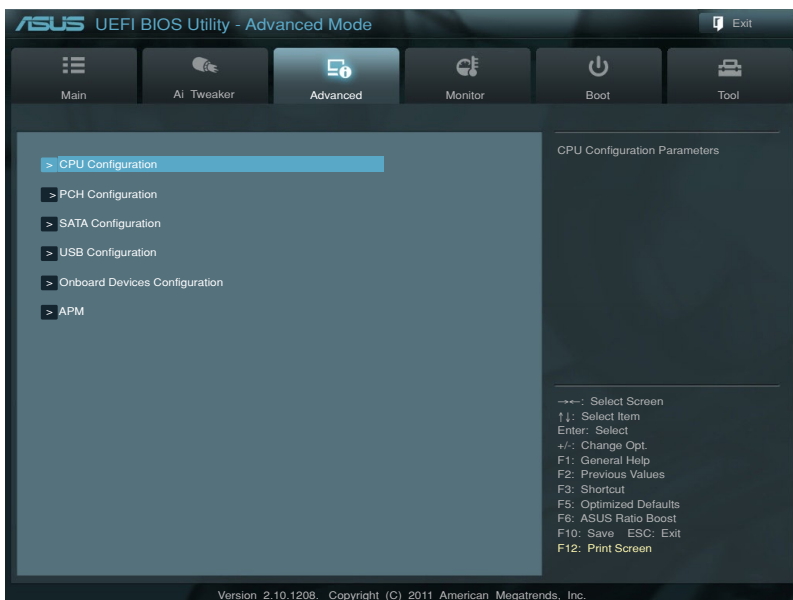 ASUS UEFI BIOS Utility - Advanced Mode
Exit
Main
Ai Tweaker
Advanced
Monitor
Boot
Tool
> CPU Configuration
> PCH Configuration
> SATA Configuration
> USB Configuration
> Onboard Devices Configuration
> APM
CPU Configuration Parameters
→←: Select Screen
↑↓: Select Item
Enter: Select
+/-: Change Opt.
F1: General Help
F2: Previous Values
F3: Shortcut
F5: Optimized Defaults
F6: ASUS Ratio Boost
F10: Save ESC: Exit
F12: Print Screen
Version 2.10.1208. Copyright (C) 2011 American Megatrends, Inc.